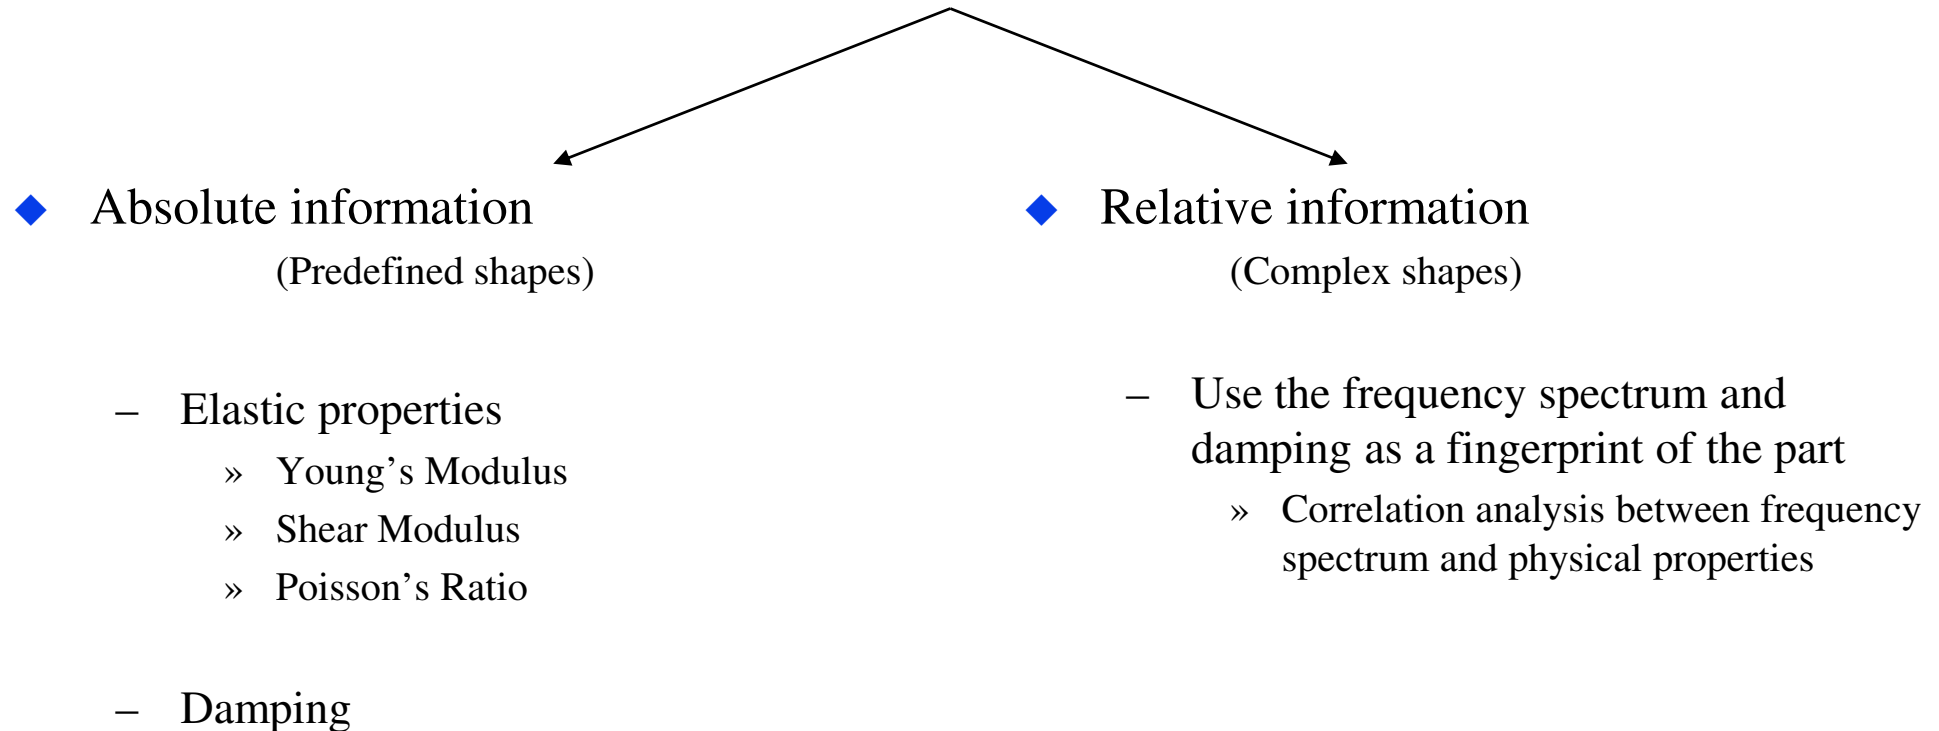 Absolute information
(Predefined shapes)
– Elastic properties
» Young’s Modulus
» Shear Modulus
» Poisson’s Ratio
– Damping
Relative information
(Complex shapes)
– Use the frequency spectrum and
damping as a fingerprint of the part
» Correlation analysis between frequency
spectrum and physical properties